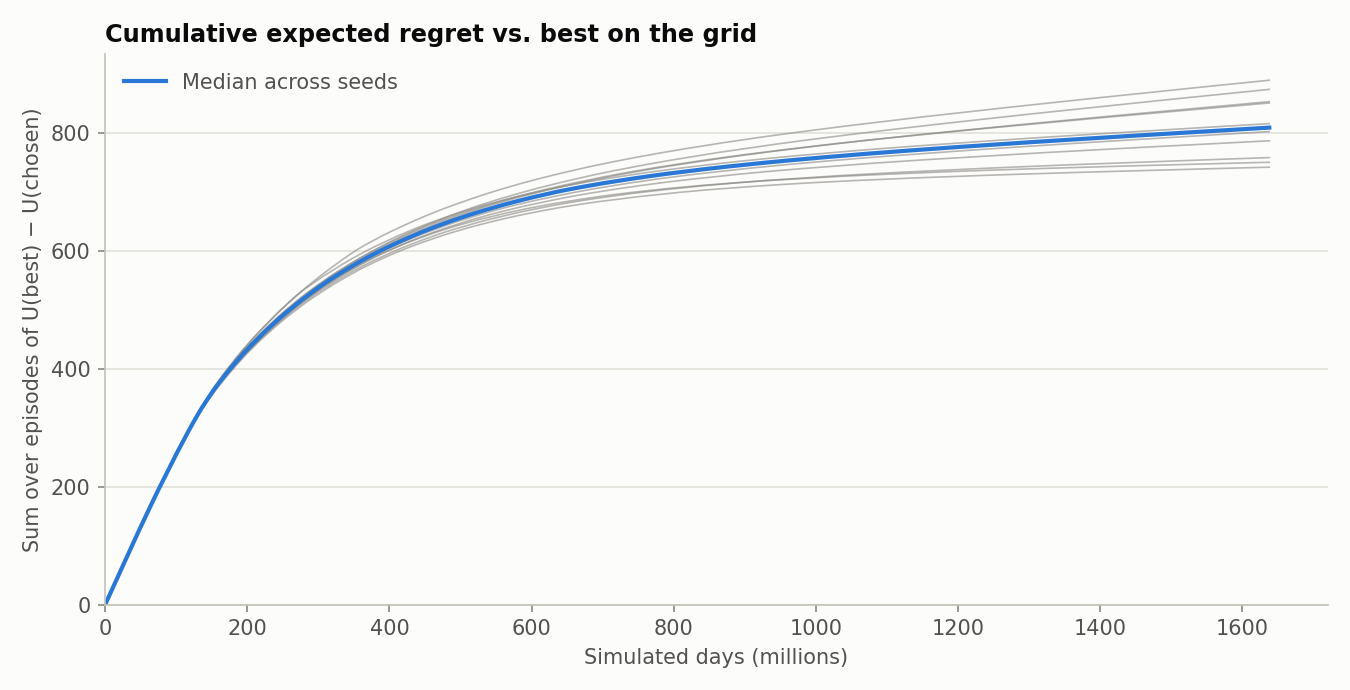 Cumulative expected regret vs. best on the grid
Median across seeds
Sum over episodes of U(best) − U(chosen)
800
600
400
200
0
0 200 400 600 800 1000 1200 1400 1600
Simulated days (millions)